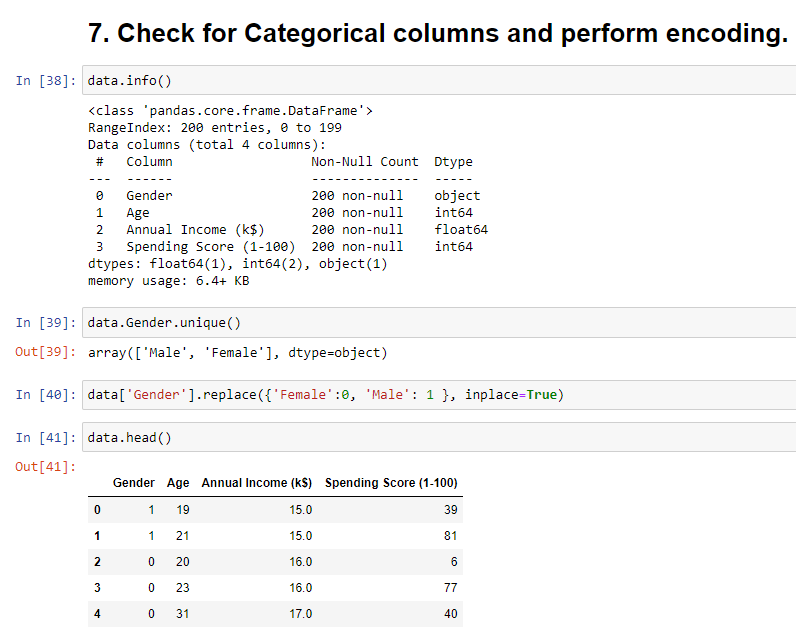 7. Check for Categorical columns and perform encoding.
In [38]: data.info()
<class 'pandas.core.frame.DataFrame'>
RangeIndex: 200 entries, 0 to 199
Data columns (total 4 columns):
 #   Column                  Non-Null Count  Dtype
---  ------                  --------------  -----
 0   Gender                  200 non-null    object
 1   Age                     200 non-null    int64
 2   Annual Income (k$)      200 non-null    float64
 3   Spending Score (1-100)  200 non-null    int64
dtypes: float64(1), int64(2), object(1)
memory usage: 6.4+ KB
In [39]: data.Gender.unique()
Out[39]: array(['Male', 'Female'], dtype=object)
In [40]: data['Gender'].replace({'Female':0, 'Male': 1 }, inplace=True)
In [41]: data.head()
Out[41]:
Gender Age Annual Income (k$) Spending Score (1-100)
0 1 19 15.0 39
1 1 21 15.0 81
2 0 20 16.0 6
3 0 23 16.0 77
4 0 31 17.0 40